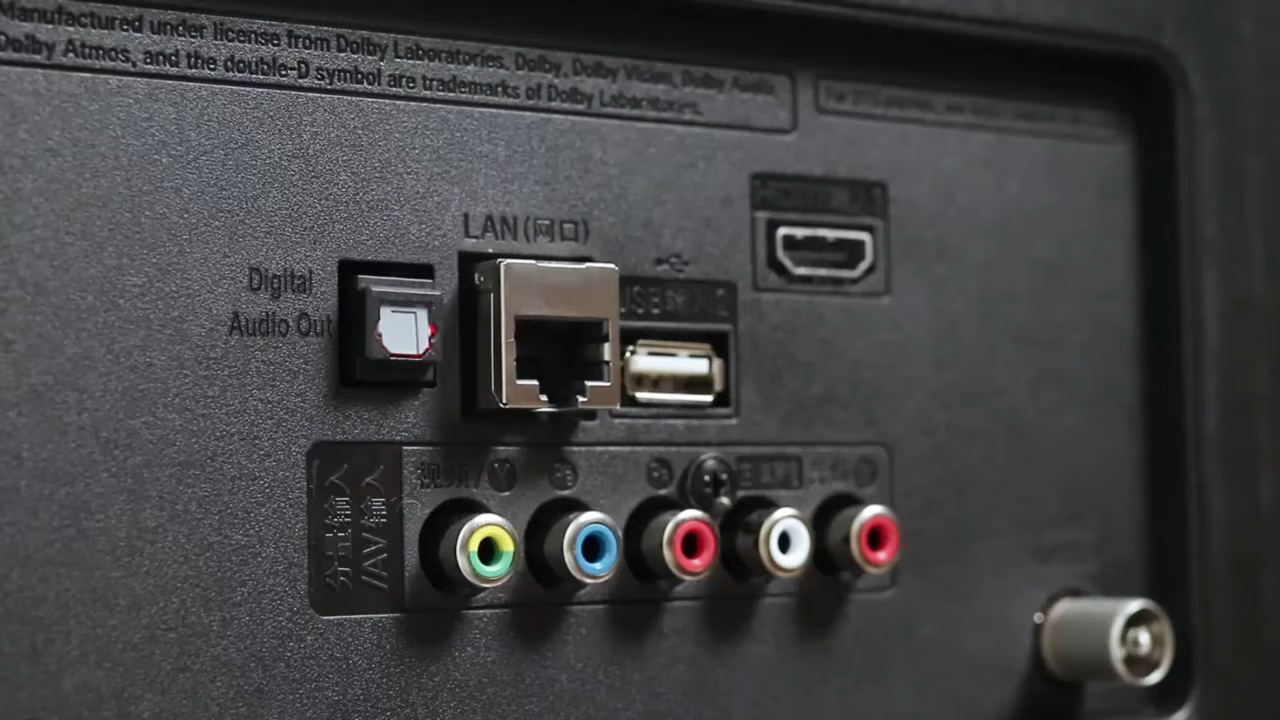 Manufactured under license from Dolby Laboratories. Dolby, Dolby Vision, Dolby Audio,
Dolby Atmos, and the double-D symbol are trademarks of Dolby Laboratories.
LAN(网口)
Digital
Audio Out
USB
视频/Y
PB
分量输入
/AV输入